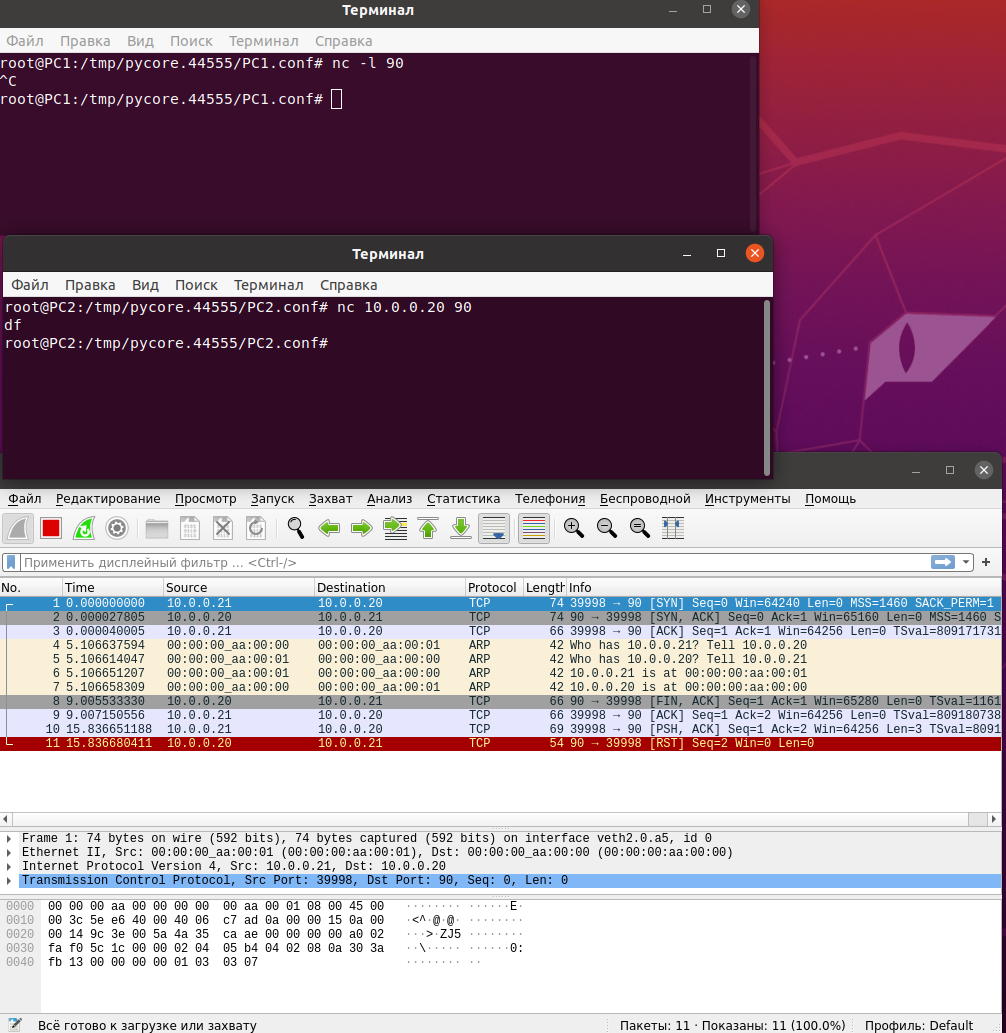 Терминал
Файл Правка Вид Поиск Терминал Справка
root@PC1:/tmp/pycore.44555/PC1.conf# nc -l 90
^C
root@PC1:/tmp/pycore.44555/PC1.conf#
Терминал
Файл Правка Вид Поиск Терминал Справка
root@PC2:/tmp/pycore.44555/PC2.conf# nc 10.0.0.20 90
df
root@PC2:/tmp/pycore.44555/PC2.conf#
Файл Редактирование Просмотр Запуск Захват Анализ Статистика Телефония Беспроводной Инструменты Помощь
Применить дисплейный фильтр ... <Ctrl-/>
No. Time Source Destination Protocol Length Info
1 0.000000000 10.0.0.21 10.0.0.20 TCP 74 39998 → 90 [SYN] Seq=0 Win=64240 Len=0 MSS=1460 SACK_PERM=1
2 0.000027805 10.0.0.20 10.0.0.21 TCP 74 90 → 39998 [SYN, ACK] Seq=0 Ack=1 Win=65160 Len=0 MSS=1460 S
3 0.000040005 10.0.0.21 10.0.0.20 TCP 66 39998 → 90 [ACK] Seq=1 Ack=1 Win=64256 Len=0 TSval=809171731
4 5.106637594 00:00:00_aa:00:00 00:00:00_aa:00:01 ARP 42 Who has 10.0.0.21? Tell 10.0.0.20
5 5.106614047 00:00:00_aa:00:01 00:00:00_aa:00:00 ARP 42 Who has 10.0.0.20? Tell 10.0.0.21
6 5.106651207 00:00:00_aa:00:01 00:00:00_aa:00:00 ARP 42 10.0.0.21 is at 00:00:00:aa:00:01
7 5.106658309 00:00:00_aa:00:00 00:00:00_aa:00:01 ARP 42 10.0.0.20 is at 00:00:00:aa:00:00
8 9.005533330 10.0.0.20 10.0.0.21 TCP 66 90 → 39998 [FIN, ACK] Seq=1 Ack=1 Win=65280 Len=0 TSval=1161
9 9.007150556 10.0.0.21 10.0.0.20 TCP 66 39998 → 90 [ACK] Seq=1 Ack=2 Win=64256 Len=0 TSval=809180738
10 15.836651188 10.0.0.21 10.0.0.20 TCP 69 39998 → 90 [PSH, ACK] Seq=1 Ack=2 Win=64256 Len=3 TSval=8091
11 15.836680411 10.0.0.20 10.0.0.21 TCP 54 90 → 39998 [RST] Seq=2 Win=0 Len=0
Frame 1: 74 bytes on wire (592 bits), 74 bytes captured (592 bits) on interface veth2.0.a5, id 0
Ethernet II, Src: 00:00:00_aa:00:01 (00:00:00:aa:00:01), Dst: 00:00:00_aa:00:00 (00:00:00:aa:00:00)
Internet Protocol Version 4, Src: 10.0.0.21, Dst: 10.0.0.20
Transmission Control Protocol, Src Port: 39998, Dst Port: 90, Seq: 0, Len: 0
0000 00 00 00 aa 00 00 00 00 00 aa 00 01 08 00 45 00 ········ ······E·
0010 00 3c 5e e6 40 00 40 06 c7 ad 0a 00 00 15 0a 00 ·<^·@·@· ········
0020 00 14 9c 3e 00 5a 4a 35 ca ae 00 00 00 00 a0 02 ···>·ZJ5 ········
0030 fa f0 5c 1c 00 00 02 04 05 b4 04 02 08 0a 30 3a ··\····· ······0:
0040 fb 13 00 00 00 00 01 03 03 07 ········ ··
Всё готово к загрузке или захвату Пакеты: 11 · Показаны: 11 (100.0%) Профиль: Default